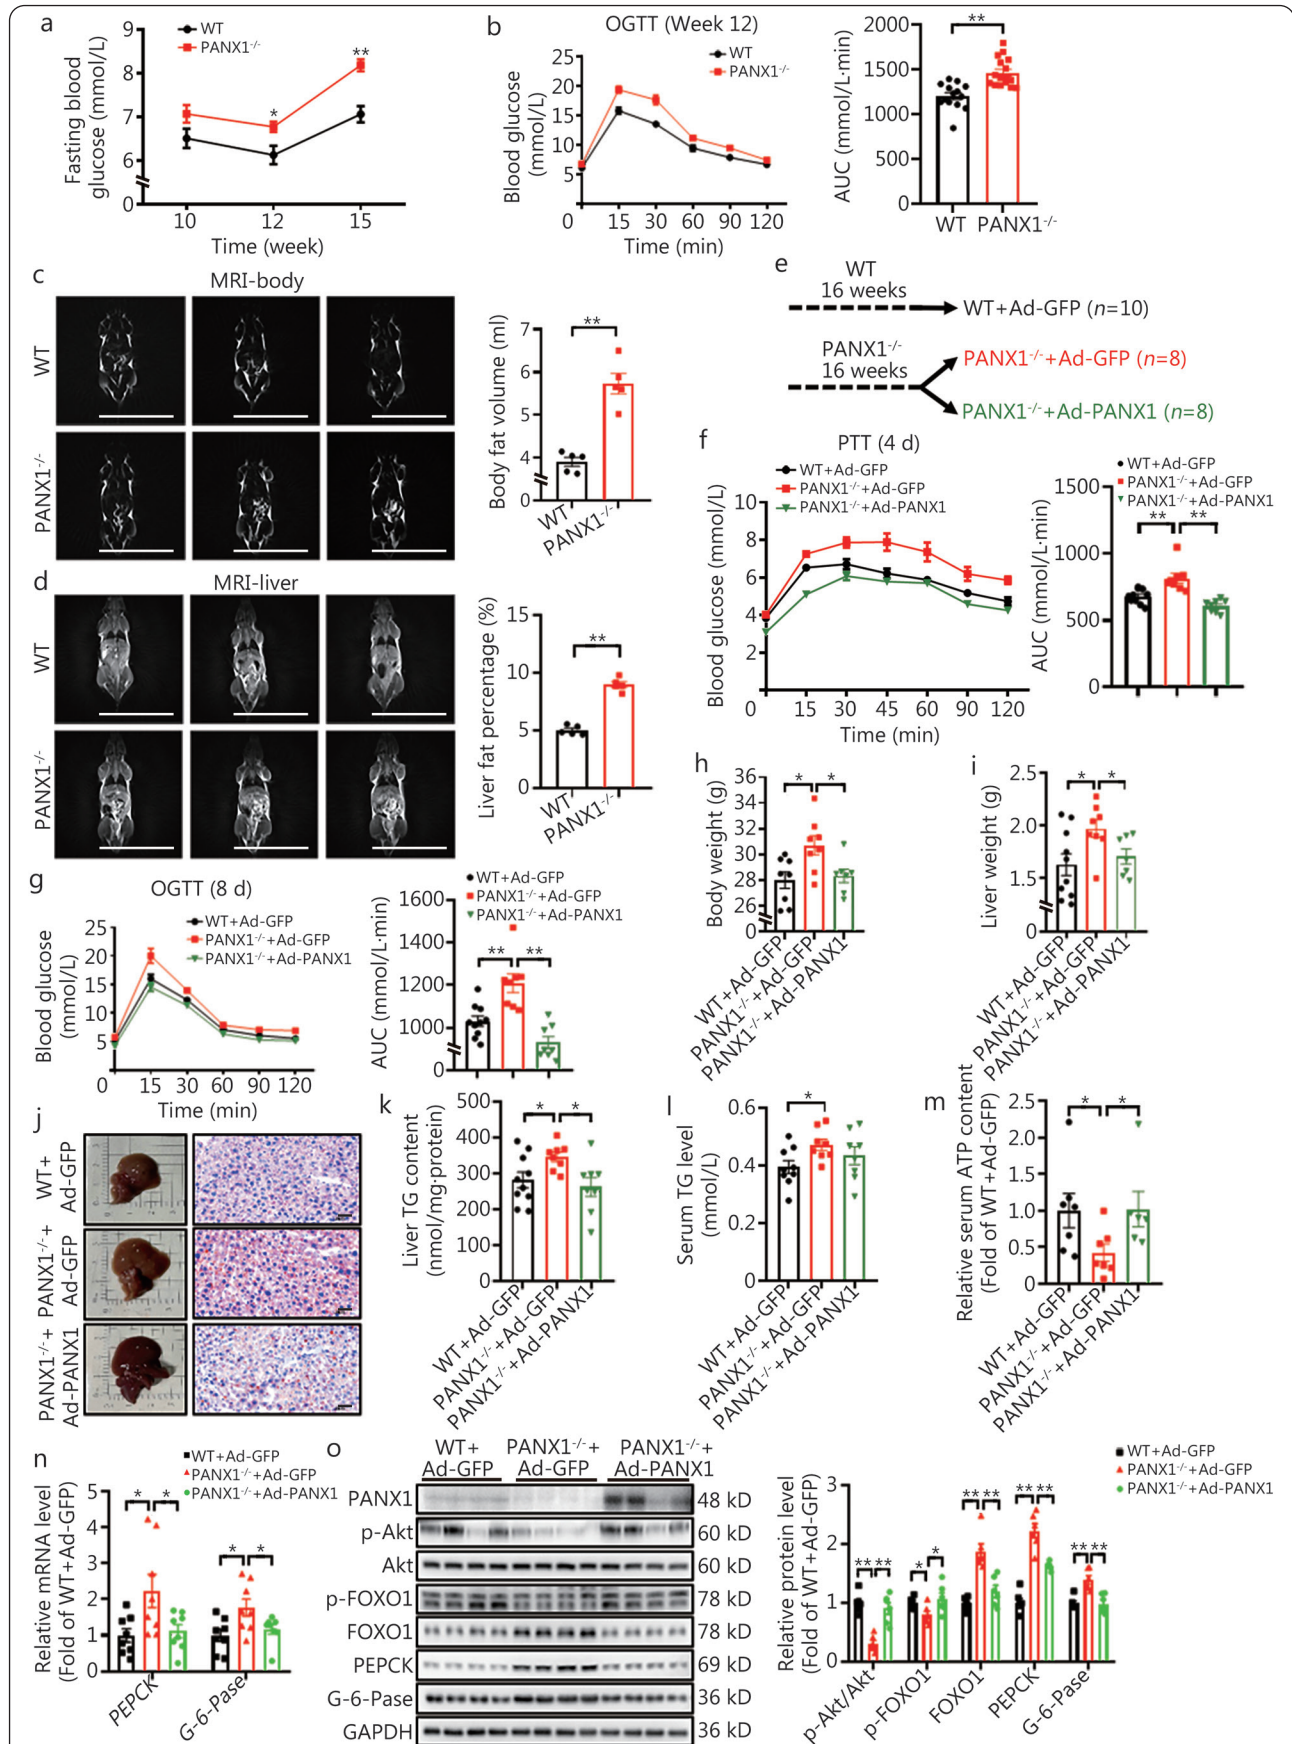 a
WT
PANX1-/-
Fasting blood
glucose (mmol/L)
9
8
7
6
0
*
**
10
12
15
Time (week)
b
OGTT (Week 12)
WT
PANX1-/-
Blood glucose
(mmol/L)
25
20
15
10
5
0
15
30
60
90
120
Time (min)
AUC (mmol/L·min)
2000
1500
1000
500
0
**
WT
PANX1-/-
c
MRI-body
WT
PANX1-/-
Body fat volume (ml)
7
6
5
4
0
**
WT
PANX1-/-
d
MRI-liver
WT
PANX1-/-
Liver fat percentage (%)
15
10
5
0
**
WT
PANX1-/-
e
WT
16 weeks
WT+Ad-GFP (n=10)
PANX1-/-
16 weeks
PANX1-/-+Ad-GFP (n=8)
PANX1-/-+Ad-PANX1 (n=8)
f
PTT (4 d)
WT+Ad-GFP
PANX1-/-+Ad-GFP
PANX1-/-+Ad-PANX1
Blood glucose (mmol/L)
10
8
6
4
2
0
15
30
45
60
90
120
Time (min)
WT+Ad-GFP
PANX1-/-+Ad-GFP
PANX1-/-+Ad-PANX1
AUC (mmol/L·min)
1500
1000
500
0
**
**
g
OGTT (8 d)
WT+Ad-GFP
PANX1-/-+Ad-GFP
PANX1-/-+Ad-PANX1
Blood glucose
(mmol/L)
25
20
15
10
5
0
15
30
60
90
120
Time (min)
WT+Ad-GFP
PANX1-/-+Ad-GFP
PANX1-/-+Ad-PANX1
AUC (mmol/L·min)
1600
1400
1200
1000
0
**
**
h
Body weight (g)
36
34
32
30
28
26
0
*
*
WT+Ad-GFP
PANX1-/-+Ad-GFP
PANX1-/-+Ad-PANX1
i
Liver weight (g)
2.5
2.0
1.5
0
*
*
WT+Ad-GFP
PANX1-/-+Ad-GFP
PANX1-/-+Ad-PANX1
j
WT+
Ad-GFP
PANX1-/-+
Ad-GFP
PANX1-/-+
Ad-PANX1
k
Liver TG content
(nmol/mg·protein)
500
400
300
200
100
0
*
*
WT+Ad-GFP
PANX1-/-+Ad-GFP
PANX1-/-+Ad-PANX1
l
Serum TG level
(mmol/L)
0.6
0.4
0.2
0
*
WT+Ad-GFP
PANX1-/-+Ad-GFP
PANX1-/-+Ad-PANX1
m
Relative serum ATP content
(Fold of WT+Ad-GFP)
2.5
2.0
1.5
1.0
0.5
0
*
*
WT+Ad-GFP
PANX1-/-+Ad-GFP
PANX1-/-+Ad-PANX1
n
WT+Ad-GFP
PANX1-/-+Ad-GFP
PANX1-/-+Ad-PANX1
Relative mRNA level
(Fold of WT+Ad-GFP)
5
4
3
2
1
0
*
*
*
*
PEPCK
G-6-Pase
o
WT+
Ad-GFP
PANX1-/-+
Ad-GFP
PANX1-/-+
Ad-PANX1
PANX1 48 kD
p-Akt 60 kD
Akt 60 kD
p-FOXO1 78 kD
FOXO1 78 kD
PEPCK 69 kD
G-6-Pase 36 kD
GAPDH 36 kD
WT+Ad-GFP
PANX1-/-+Ad-GFP
PANX1-/-+Ad-PANX1
Relative protein level
(Fold of WT+Ad-GFP)
5
4
3
2
1
0
**
**
*
*
**
**
**
**
**
**
p-Akt/Akt
p-FOXO1
FOXO1
PEPCK
G-6-Pase